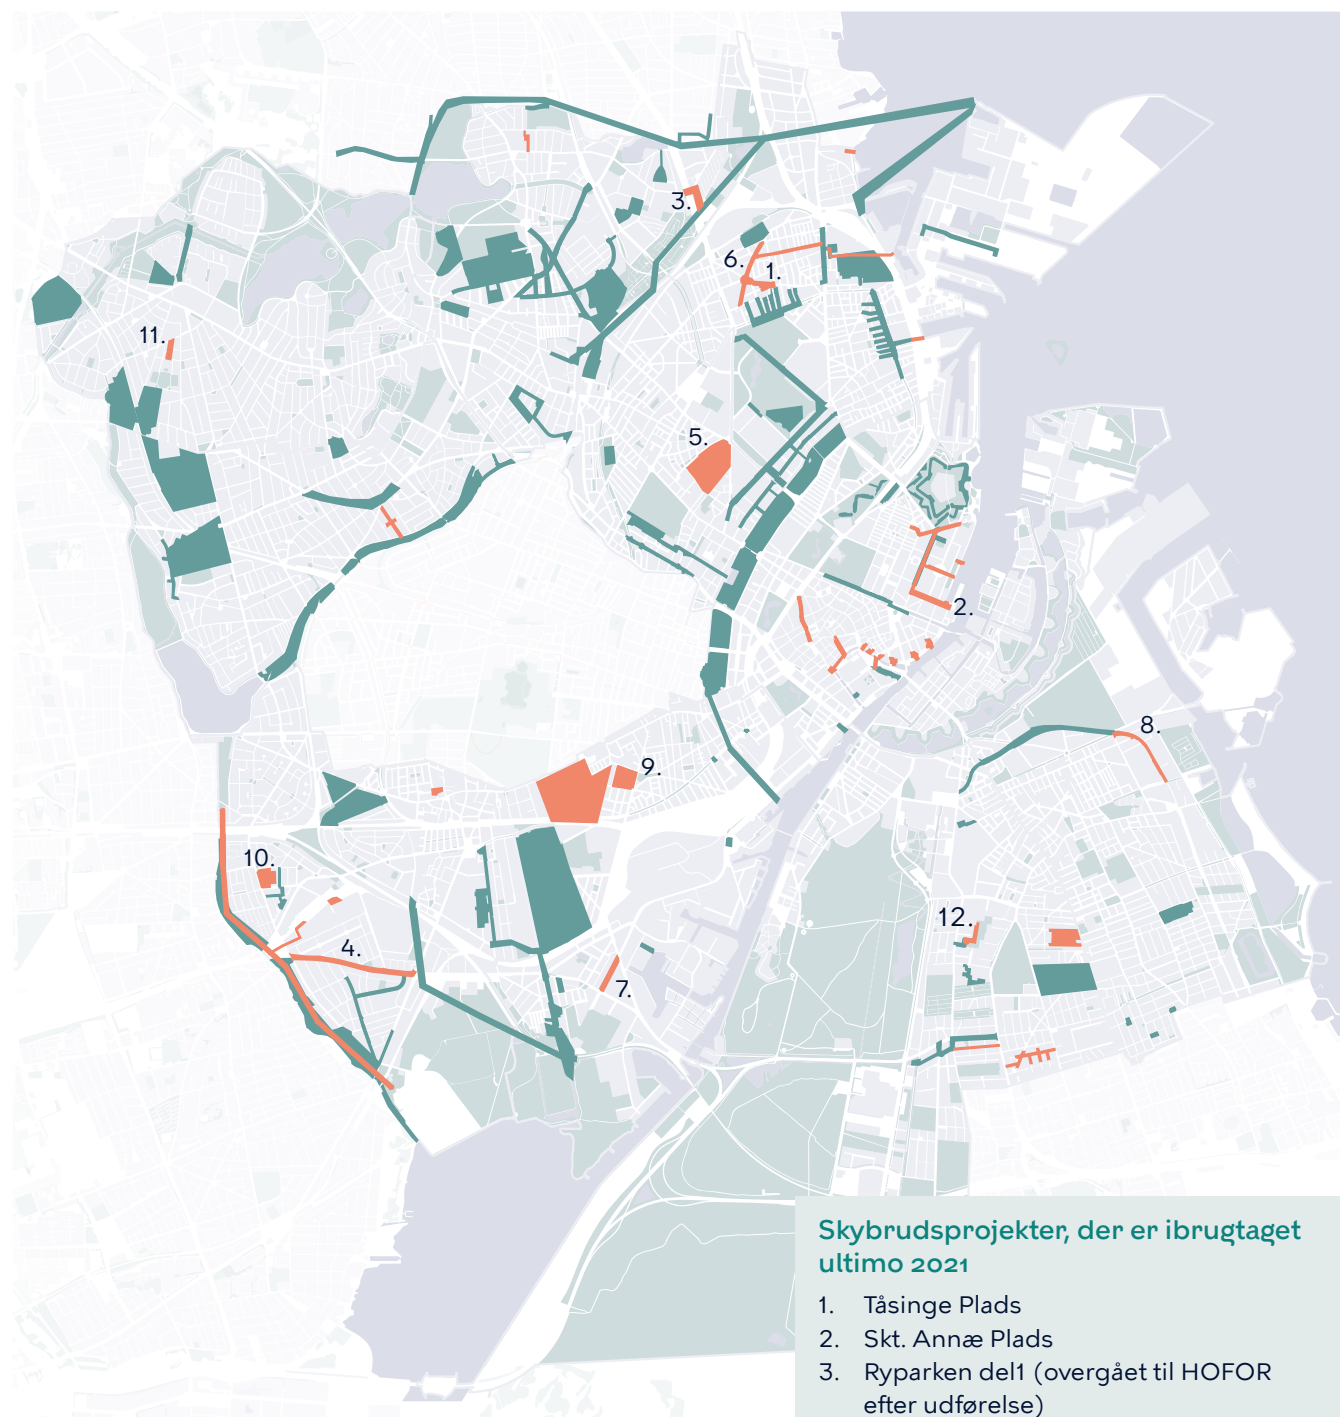 3.
6.
1.
11.
5.
2.
8.
9.
10.
12.
4.
7.
Skybrudsprojekter, der er ibrugtaget
ultimo 2021
1. Tåsinge Plads
2. Skt. Annæ Plads
3. Ryparken del1 (overgået til HOFOR
efter udførelse)